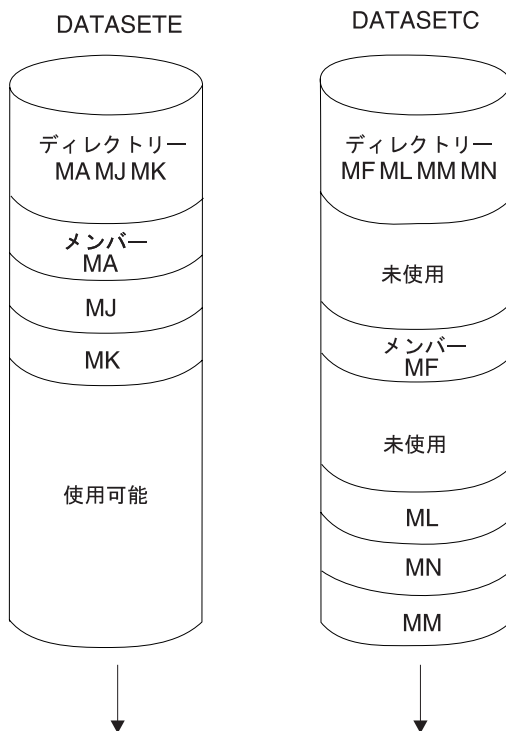 DATASETE
ディレクトリー
MA MJ MK
メンバー
MA
MJ
MK
使用可能
DATASETC
ディレクトリー
MF ML MM MN
未使用
メンバー
MF
未使用
ML
MN
MM